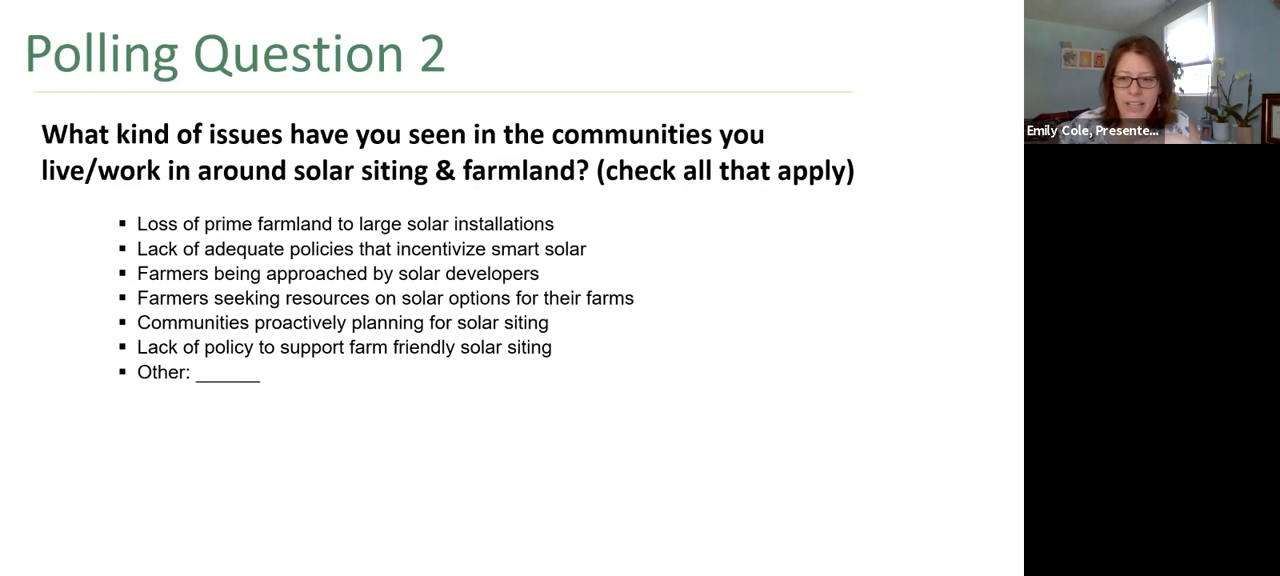 Polling Question 2
What kind of issues have you seen in the communities you
live/work in around solar siting & farmland? (check all that apply)
▪ Loss of prime farmland to large solar installations
▪ Lack of adequate policies that incentivize smart solar
▪ Farmers being approached by solar developers
▪ Farmers seeking resources on solar options for their farms
▪ Communities proactively planning for solar siting
▪ Lack of policy to support farm friendly solar siting
▪ Other: ______
Emily Cole, Presente...